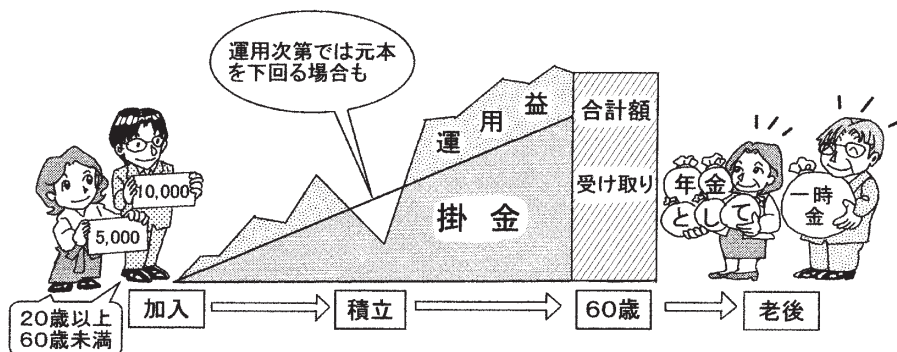 運用次第では元本
を下回る場合も
運用益
合計額
受け取り
掛金
10,000
5,000
年金
として
一時
金
20歳以上
60歳未満
加入
積立
60歳
老後